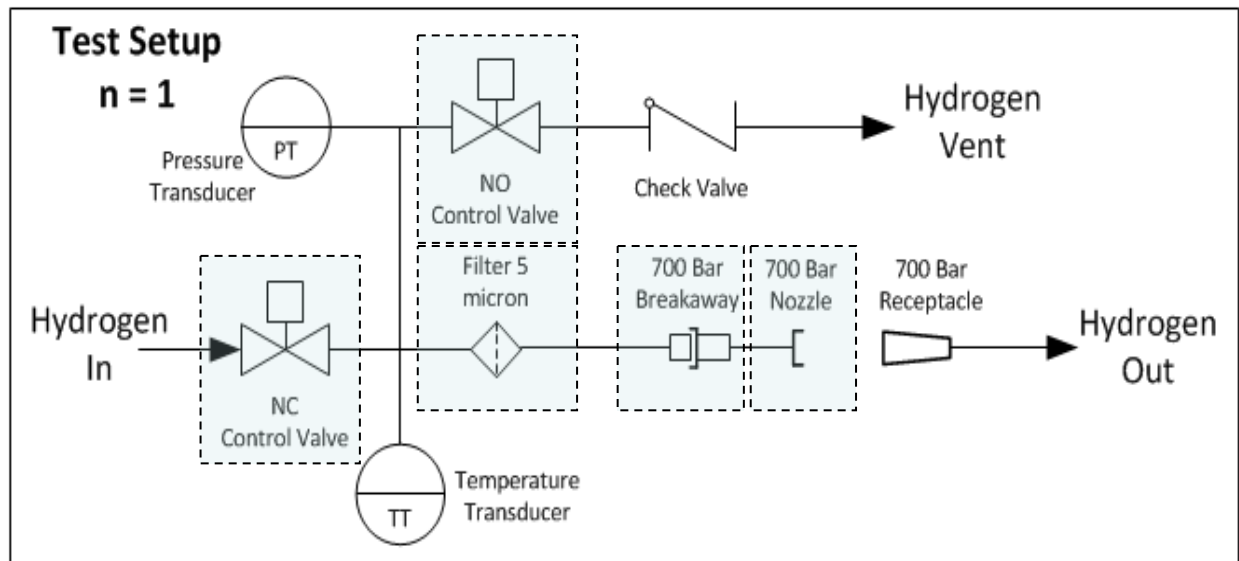 Test Setup
n = 1
PT
Pressure
Transducer
NO
Control Valve
Check Valve
Hydrogen
Vent
Hydrogen
In
NC
Control Valve
Filter 5
micron
700 Bar
Breakaway
700 Bar
Nozzle
700 Bar
Receptacle
Hydrogen
Out
TT
Temperature
Transducer